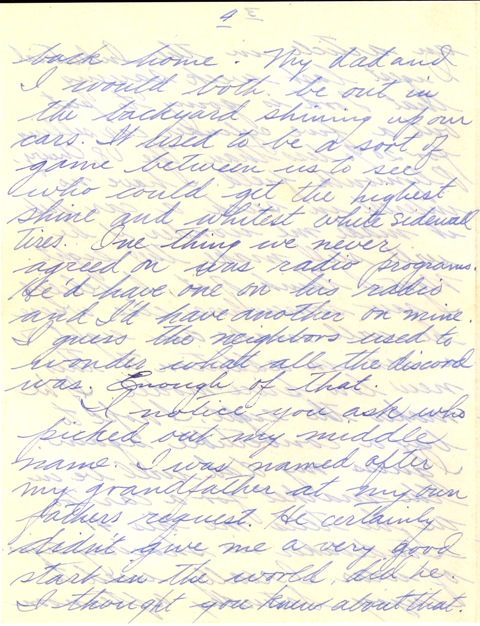 4
back home. My dad and
I would both be out in
the backyard shining up our
cars. It used to be a sort of
game between us to see
who could get the highest
shine and whitest white sidewall
tires. One thing we never
agreed on was radio programs.
He'd have one on his radio
and I'd have another on mine.
I guess the neighbors used to
wonder what all the discord
was. Enough of that.
I notice you ask who
picked out my middle
name. I was named after
my grandfather at my own
fathers request. He certainly
didn't give me a very good
start in the world, did he.
I thought you knew about that.